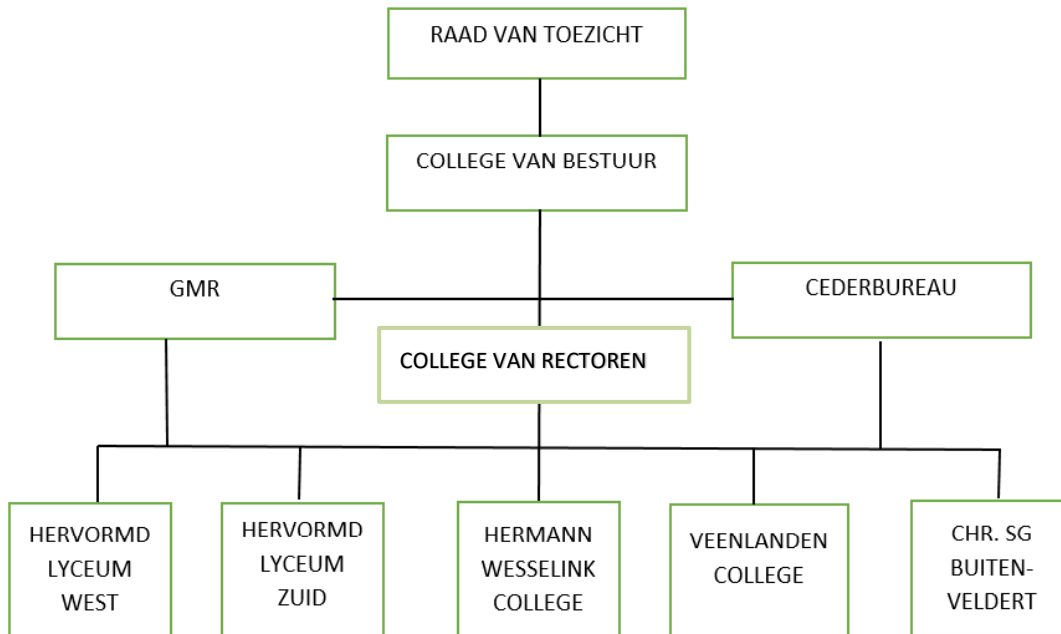 RAAD VAN TOEZICHT
COLLEGE VAN BESTUUR
GMR
CEDERBUREAU
COLLEGE VAN RECTOREN
HERVORMD
LYCEUM
WEST
HERVORMD
LYCEUM
ZUID
HERMANN
WESSELINK
COLLEGE
VEENLANDEN
COLLEGE
CHR. SG
BUITEN-
VELDERT